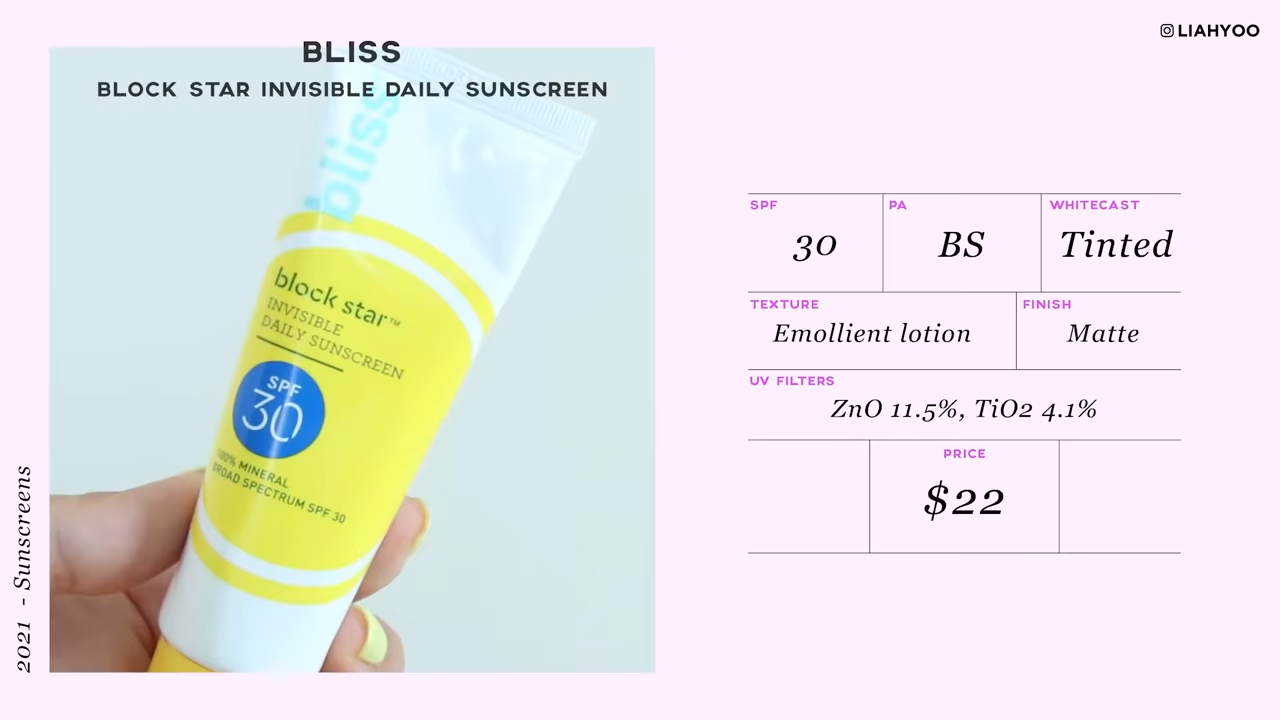 LIAHYOO
BLISS
BLOCK STAR INVISIBLE DAILY SUNSCREEN
bliss
block star™
INVISIBLE
DAILY SUNSCREEN
SPF
30
100% MINERAL
BROAD SPECTRUM SPF 30
2021 - Sunscreens
SPF
PA
WHITECAST
30
BS
Tinted
TEXTURE
FINISH
Emollient lotion
Matte
UV FILTERS
ZnO 11.5%, TiO2 4.1%
PRICE
$22